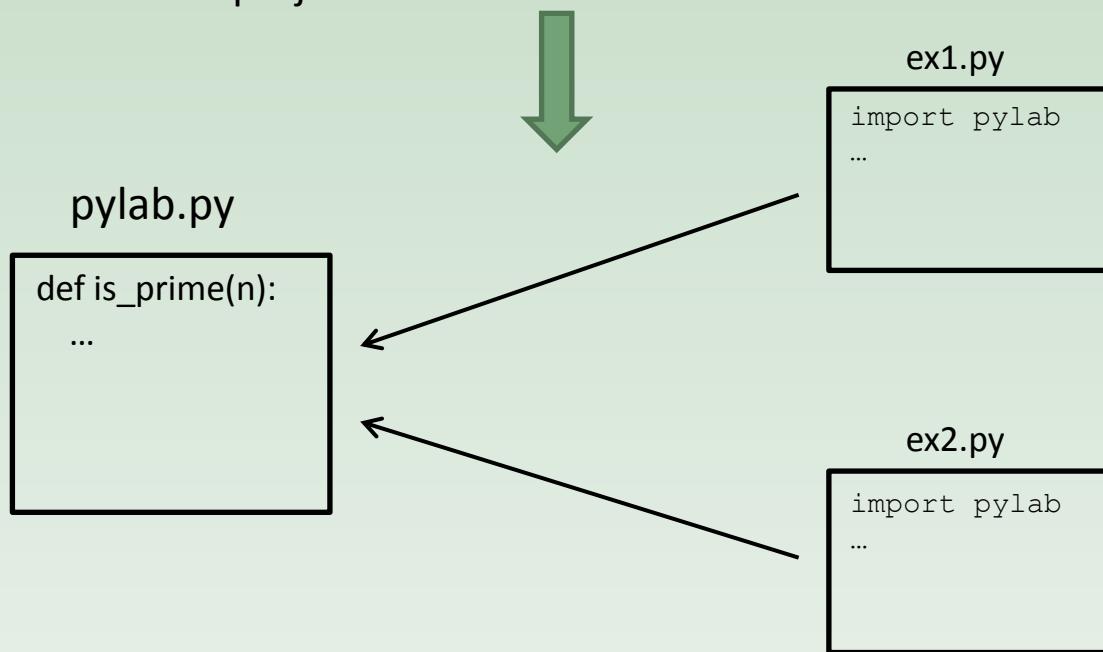 ex1.py
import pylab
…
pylab.py
def is_prime(n):
…
ex2.py
import pylab
…